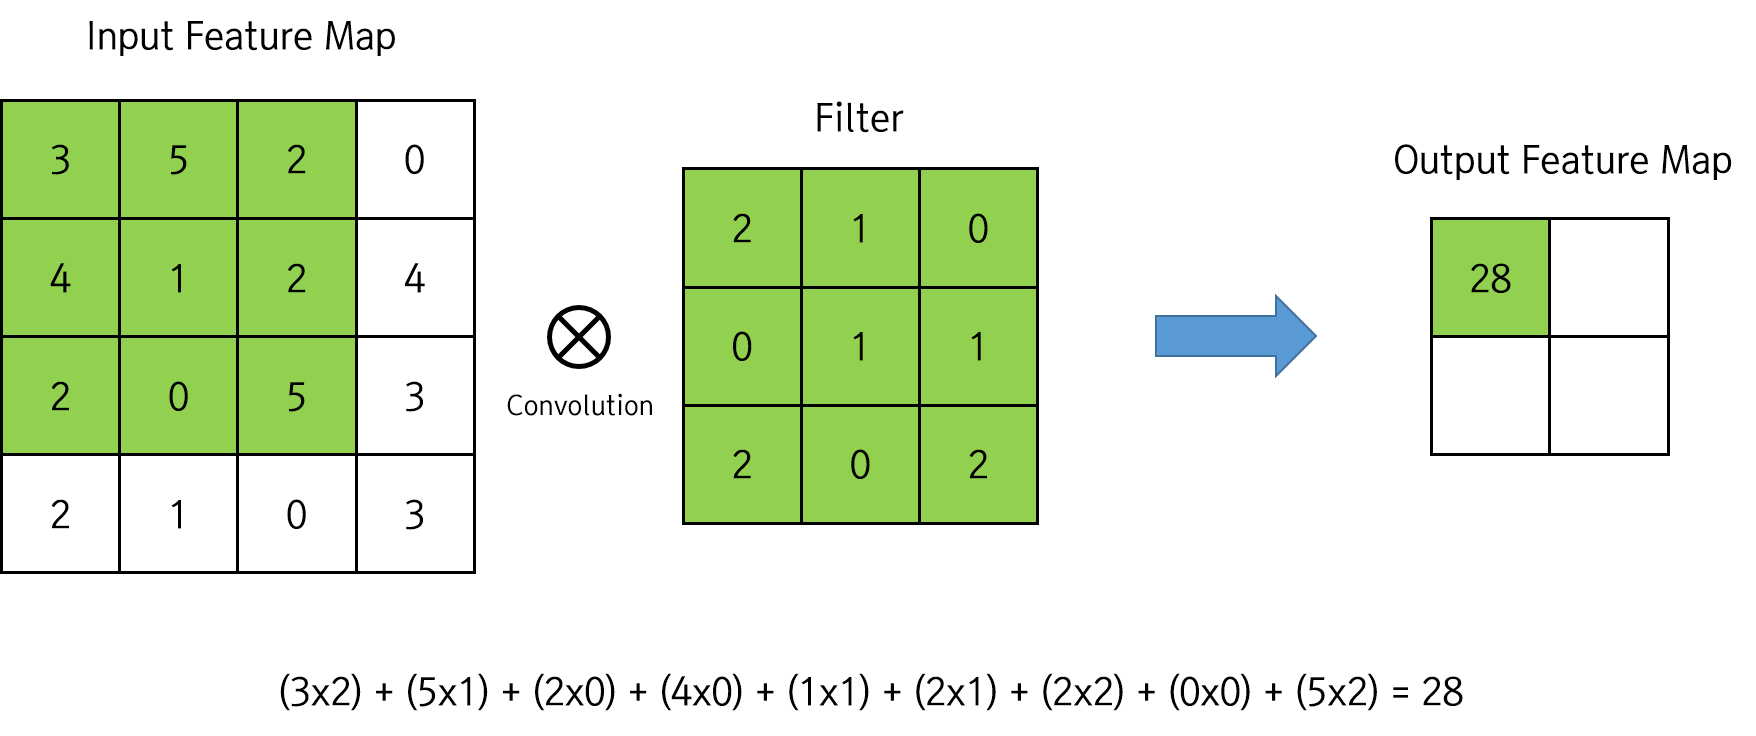 Input Feature Map
3 5 2 0
4 1 2 4
2 0 5 3
2 1 0 3
Convolution
Filter
2 1 0
0 1 1
2 0 2
Output Feature Map
28
(3x2) + (5x1) + (2x0) + (4x0) + (1x1) + (2x1) + (2x2) + (0x0) + (5x2) = 28